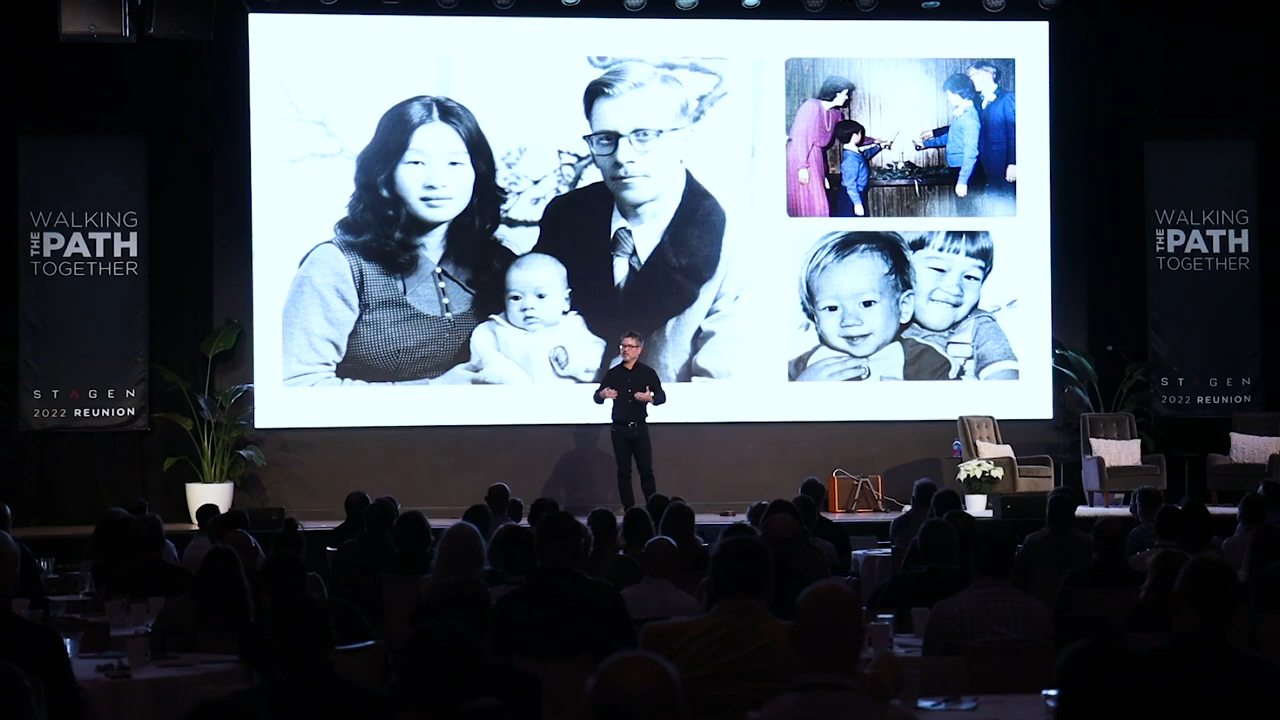 WALKING
THE PATH
TOGETHER
STAGEN
2022 REUNION
WALKING
THE PATH
TOGETHER
STAGEN
2022 REUNION